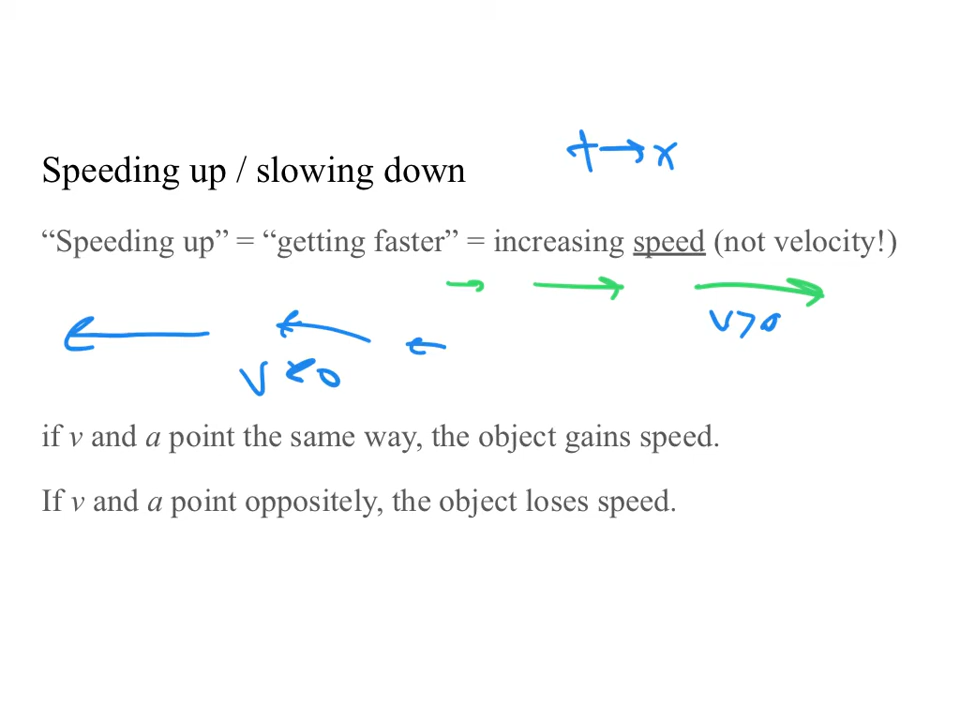 +→x
Speeding up / slowing down
“Speeding up” = “getting faster” = increasing speed (not velocity!)
v>0
v<0
if v and a point the same way, the object gains speed.
If v and a point oppositely, the object loses speed.